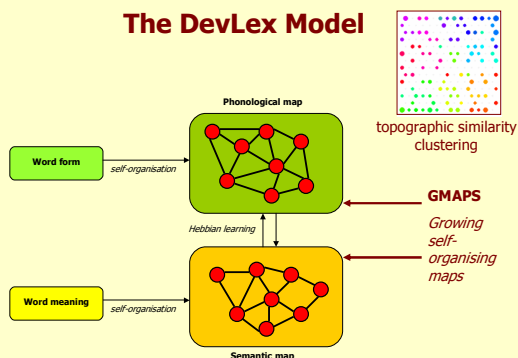 The DevLex Model
topographic similarity
clustering
Phonological map
Word form
self-organisation
GMAPS
Growing
self-
organising
maps
Hebbian learning
Word meaning
self-organisation
Semantic map